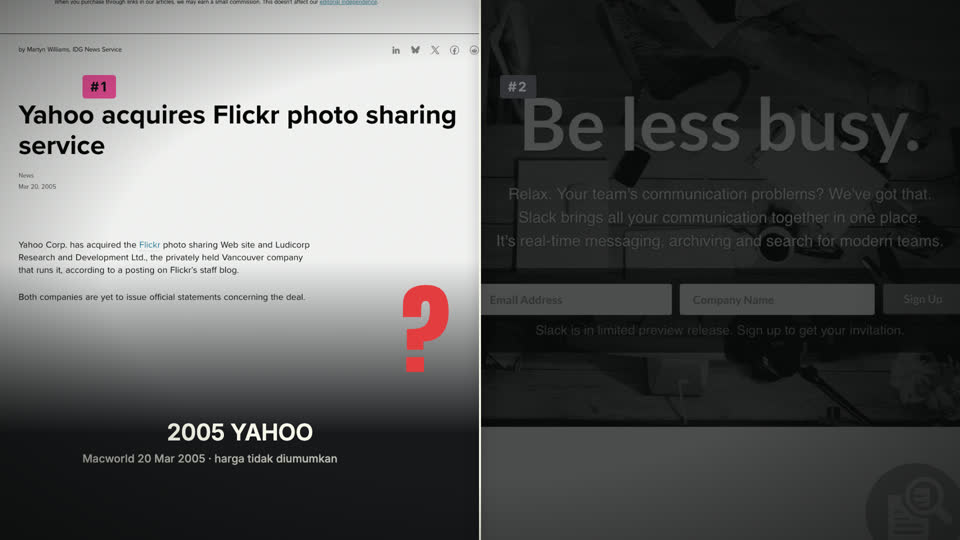 When you purchase through links in our articles, we may earn a small commission. This doesn't affect our editorial independence.
by Martyn Williams, IDG News Service
#1
Yahoo acquires Flickr photo sharing
service
News
Mar 20, 2005
Yahoo Corp. has acquired the Flickr photo sharing Web site and Ludicorp
Research and Development Ltd., the privately held Vancouver company
that runs it, according to a posting on Flickr's staff blog.
Both companies are yet to issue official statements concerning the deal.
?
2005 YAHOO
Macworld 20 Mar 2005 · harga tidak diumumkan
#2
Be less busy.
Relax. Your team's communication problems? We've got that.
Slack brings all your communication together in one place.
It's real-time messaging, archiving and search for modern teams.
Email Address
Company Name
Sign Up
Slack is in limited preview release. Sign up to get your invitation.